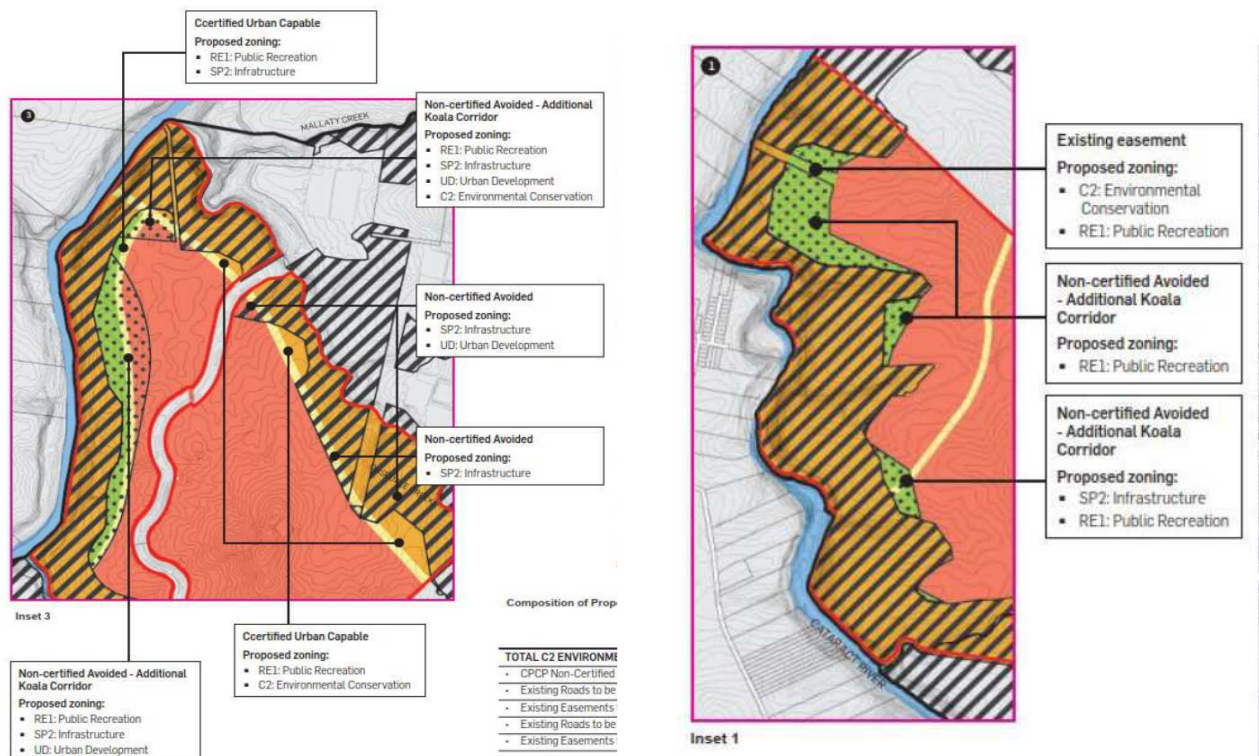 Ccertified Urban Capable
Proposed zoning:
▪ RE1: Public Recreation
▪ SP2: Infrastructure
3
MALLATY CREEK
Non-certified Avoided - Additional
Koala Corridor
Proposed zoning:
▪ RE1: Public Recreation
▪ SP2: Infrastructure
▪ UD: Urban Development
▪ C2: Environmental Conservation
Non-certified Avoided
Proposed zoning:
▪ SP2: Infrastructure
▪ UD: Urban Development
Non-certified Avoided
Proposed zoning:
▪ SP2: Infrastructure
Inset 3
Ccertified Urban Capable
Proposed zoning:
▪ RE1: Public Recreation
▪ C2: Environmental Conservation
Non-certified Avoided - Additional
Koala Corridor
Proposed zoning:
▪ RE1: Public Recreation
▪ SP2: Infrastructure
▪ UD: Urban Development
Composition of Prop
TOTAL C2 ENVIRONME
- CPCP Non-Certified
- Existing Roads to be
- Existing Easements
- Existing Roads to be
- Existing Easements
1
Existing easement
Proposed zoning:
▪ C2: Environmental
Conservation
▪ RE1: Public Recreation
Non-certified Avoided
- Additional Koala
Corridor
Proposed zoning:
▪ RE1: Public Recreation
Non-certified Avoided
- Additional Koala
Corridor
Proposed zoning:
▪ SP2: Infrastructure
▪ RE1: Public Recreation
CATARACT RIVER
Inset 1